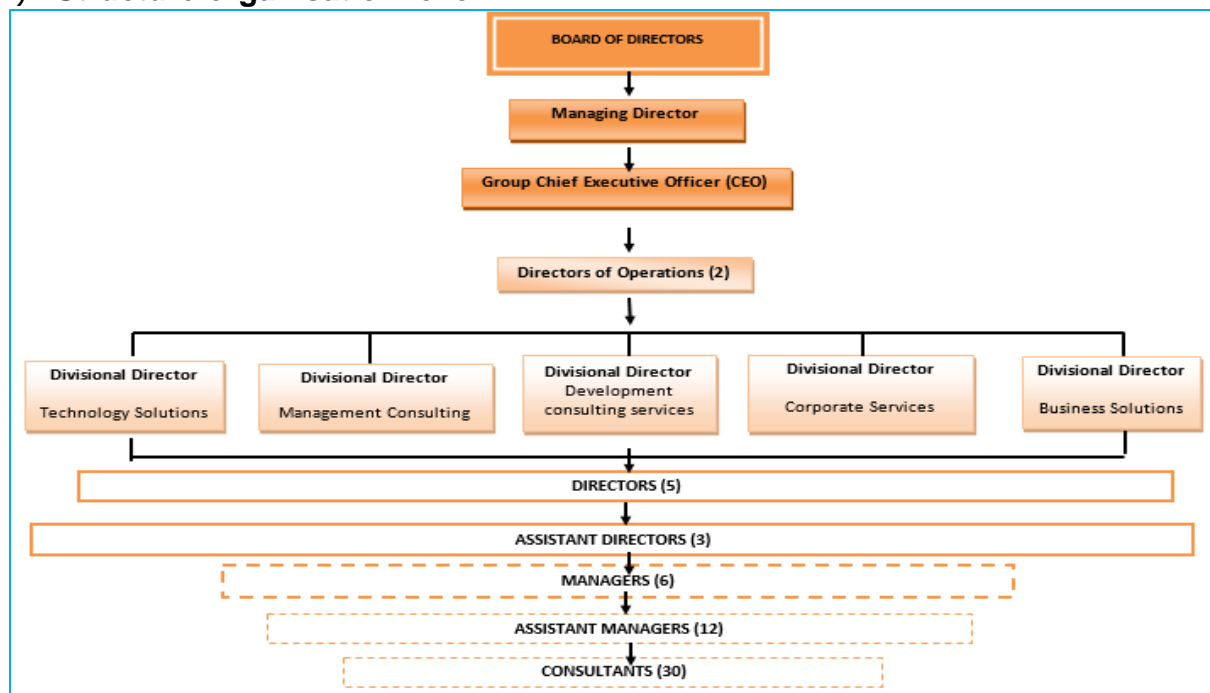 BOARD OF DIRECTORS
Managing Director
Group Chief Executive Officer (CEO)
Directors of Operations (2)
Divisional Director
Technology Solutions
Divisional Director
Management Consulting
Divisional Director
Development
consulting services
Divisional Director
Corporate Services
Divisional Director
Business Solutions
DIRECTORS (5)
ASSISTANT DIRECTORS (3)
MANAGERS (6)
ASSISTANT MANAGERS (12)
CONSULTANTS (30)